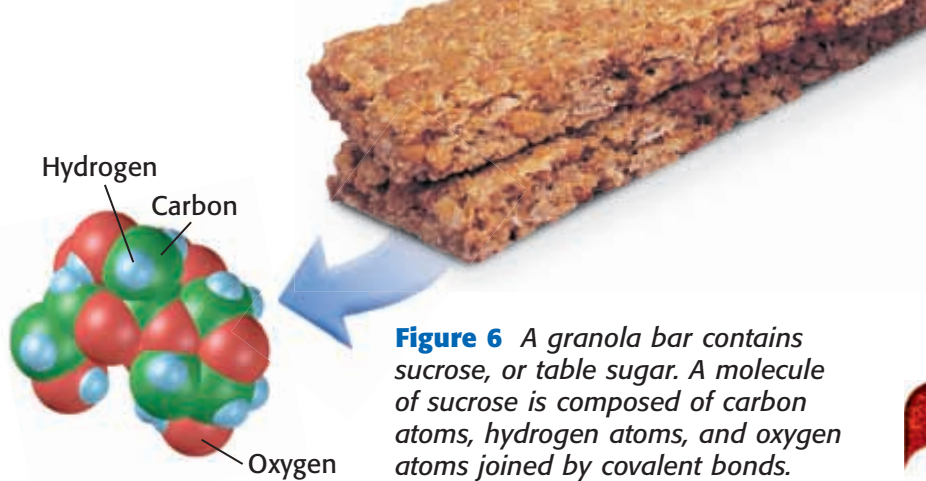 Hydrogen
Carbon
Oxygen
Figure 6 A granola bar contains
sucrose, or table sugar. A molecule
of sucrose is composed of carbon
atoms, hydrogen atoms, and oxygen
atoms joined by covalent bonds.